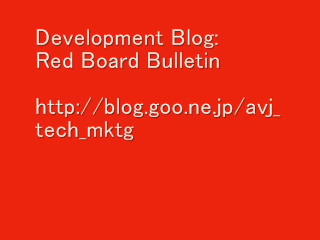 Development Blog:
Red Board Bulletin
http://blog.goo.ne.jp/avj_
tech_mktg